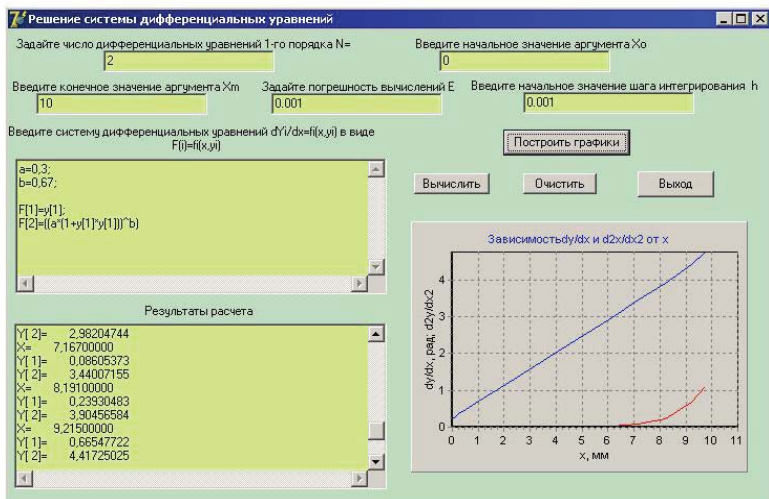 Решение системы дифференциальных уравнений
Задайте число дифференциальных уравнений 1-го порядка N=
2
Введите начальное значение аргумента Xo
0
Введите конечное значение аргумента Xm
10
Задайте погрешность вычислений E
0.001
Введите начальное значение шага интегрирования h
0.001
Введите систему дифференциальных уравнений dYi/dx=fi(x,yi) в виде
F(i)=fi(x,yi)
a=0,3;
b=0,67;
F[1]=y[1];
F[2]=((a*(1+y[1]*y[1]))^b)
Построить графики
Вычислить
Очистить
Выход
Результаты расчета
Y[ 2]= 2,98204744
X= 7,16700000
Y[ 1]= 0,08605373
Y[ 2]= 3,44007155
X= 8,19100000
Y[ 1]= 0,23930483
Y[ 2]= 3,90456584
X= 9,21500000
Y[ 1]= 0,66547722
Y[ 2]= 4,41725025
Зависимостьdy/dx и d2x/dx2 от x
dy/dx, рад; d2y/dx2
4
3
2
1
0
0 1 2 3 4 5 6 7 8 9 10 11
x, мм